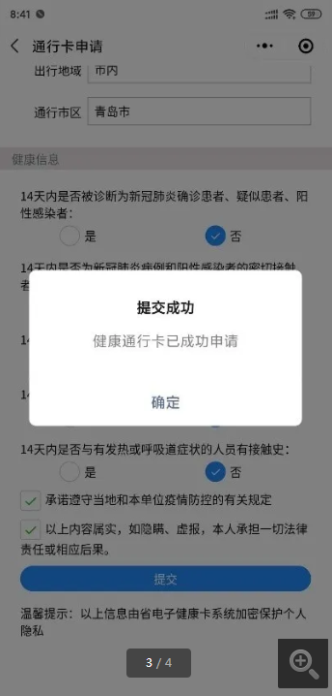 8:41
通行卡申请
出行地域
市内
通行市区
青岛市
健康信息
14天内是否被诊断为新冠肺炎确诊患者、疑似患者、阳
性感染者：
是
否
14天内是否为新冠肺炎病例和阳性感染者的密切接触
提交成功
健康通行卡已成功申请
确定
14天内是否与有发热或呼吸道症状的人员有接触史：
是
否
承诺遵守当地和本单位疫情防控的有关规定
以上内容属实，如隐瞒、虚报，本人承担一切法律
责任或相应后果。
提交
温馨提示：以上信息由省电子健康卡系统加密保护个人
隐私
3 / 4